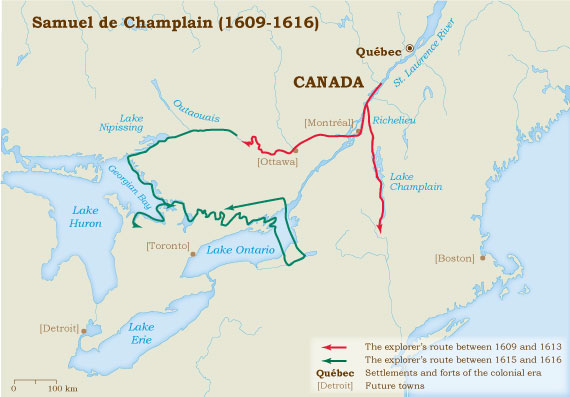 Samuel de Champlain (1609-1616)
Québec
St. Lawrence River
CANADA
Outaouais
Lake
Nipissing
[Montréal]
Richelieu
[Ottawa]
Georgian Bay
Lake
Champlain
Lake
Huron
[Toronto]
Lake Ontario
[Boston]
[Detroit]
Lake
Erie
The explorer's route between 1609 and 1613
The explorer's route between 1615 and 1616
Québec Settlements and forts of the colonial era
[Detroit] Future towns
0 100 km